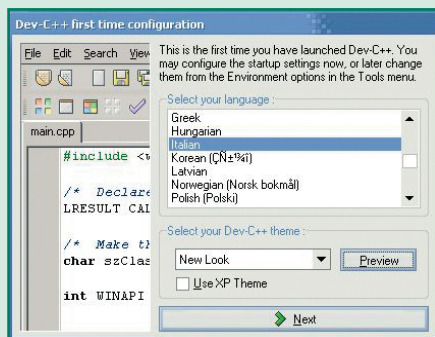 Dev-C++ first time configuration
File Edit Search View
main.cpp
#include <w
/* Declare
LRESULT CAL
/* Make th
char szClas
int WINAPI
This is the first time you have launched Dev-C++. You
may configure the startup settings now, or later change
them from the Environment options in the Tools menu.
Select your language :
Greek
Hungarian
Italian
Korean (ÇÑ±¹¾î)
Latvian
Norwegian (Norsk bokmål)
Polish (Polski)
Select your Dev-C++ theme :
New Look
Preview
Use XP Theme
Next